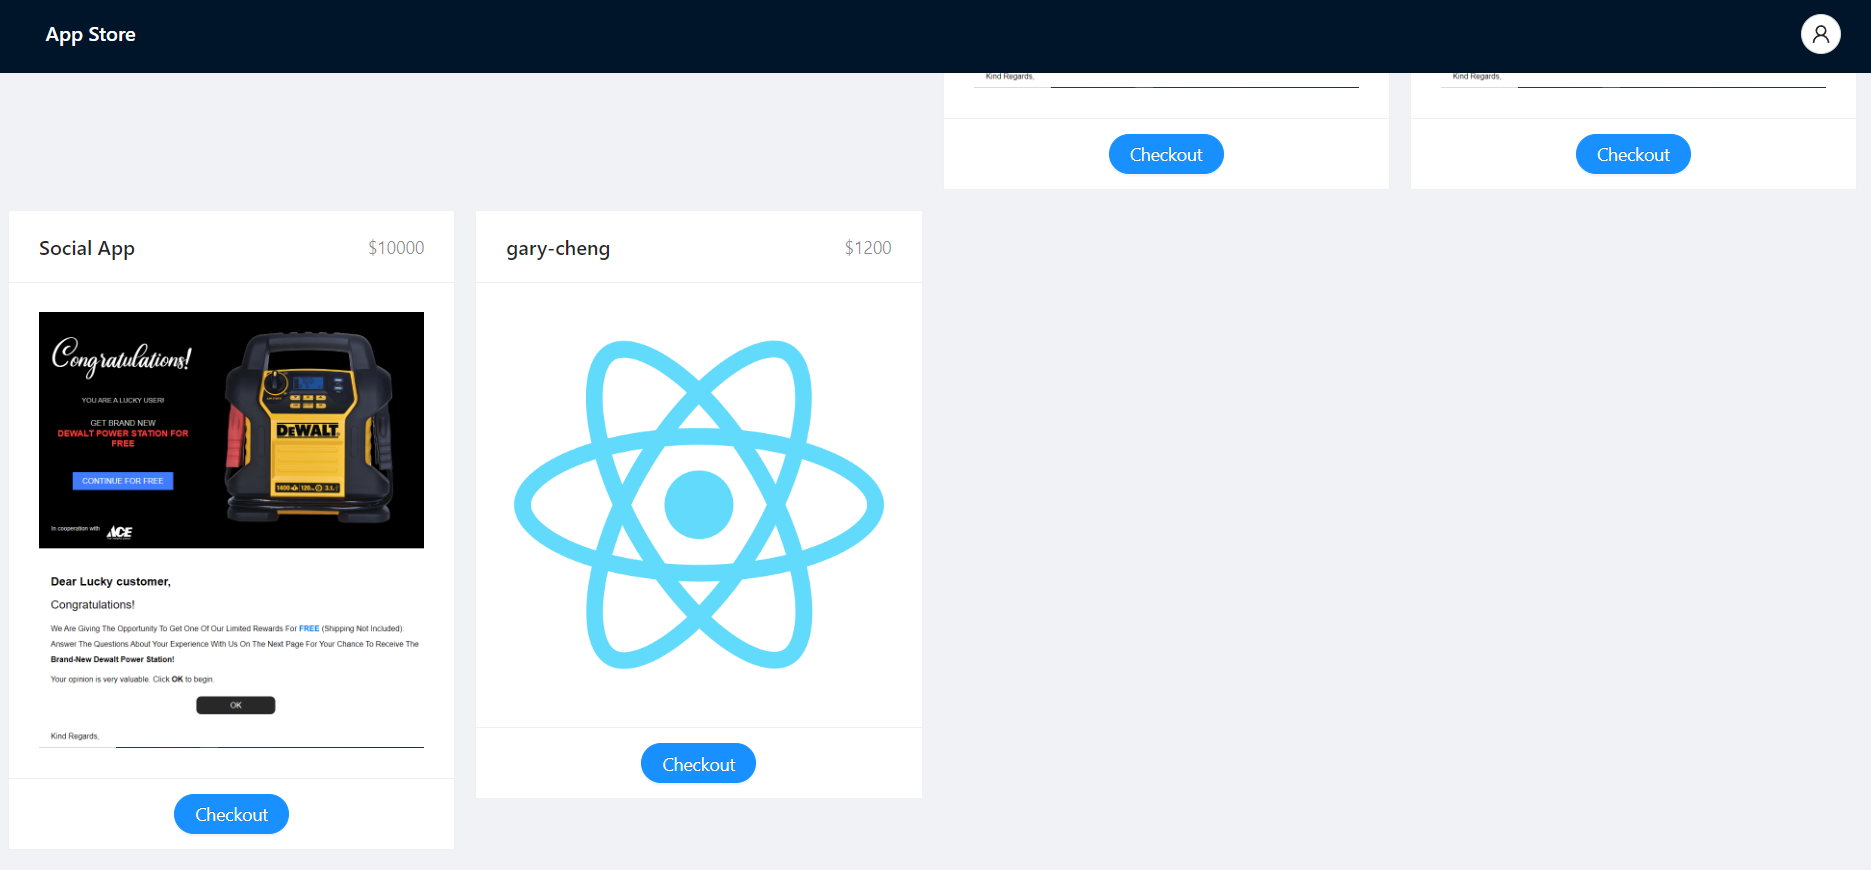 App Store
Kind Regards,
Kind Regards,
Checkout
Checkout
Social App
$10000
Congratulations!
YOU ARE A LUCKY USER!
GET BRAND NEW
DEWALT POWER STATION FOR
FREE
CONTINUE FOR FREE
In cooperation with
ACE
DEWALT
Dear Lucky customer,
Congratulations!
We Are Giving The Opportunity To Get One Of Our Limited Rewards For FREE (Shipping Not Included).
Answer The Questions About Your Experience With Us On The Next Page For Your Chance To Receive The
Brand-New Dewalt Power Station!
Your opinion is very valuable. Click OK to begin.
OK
Kind Regards,
Checkout
gary-cheng
$1200
Checkout